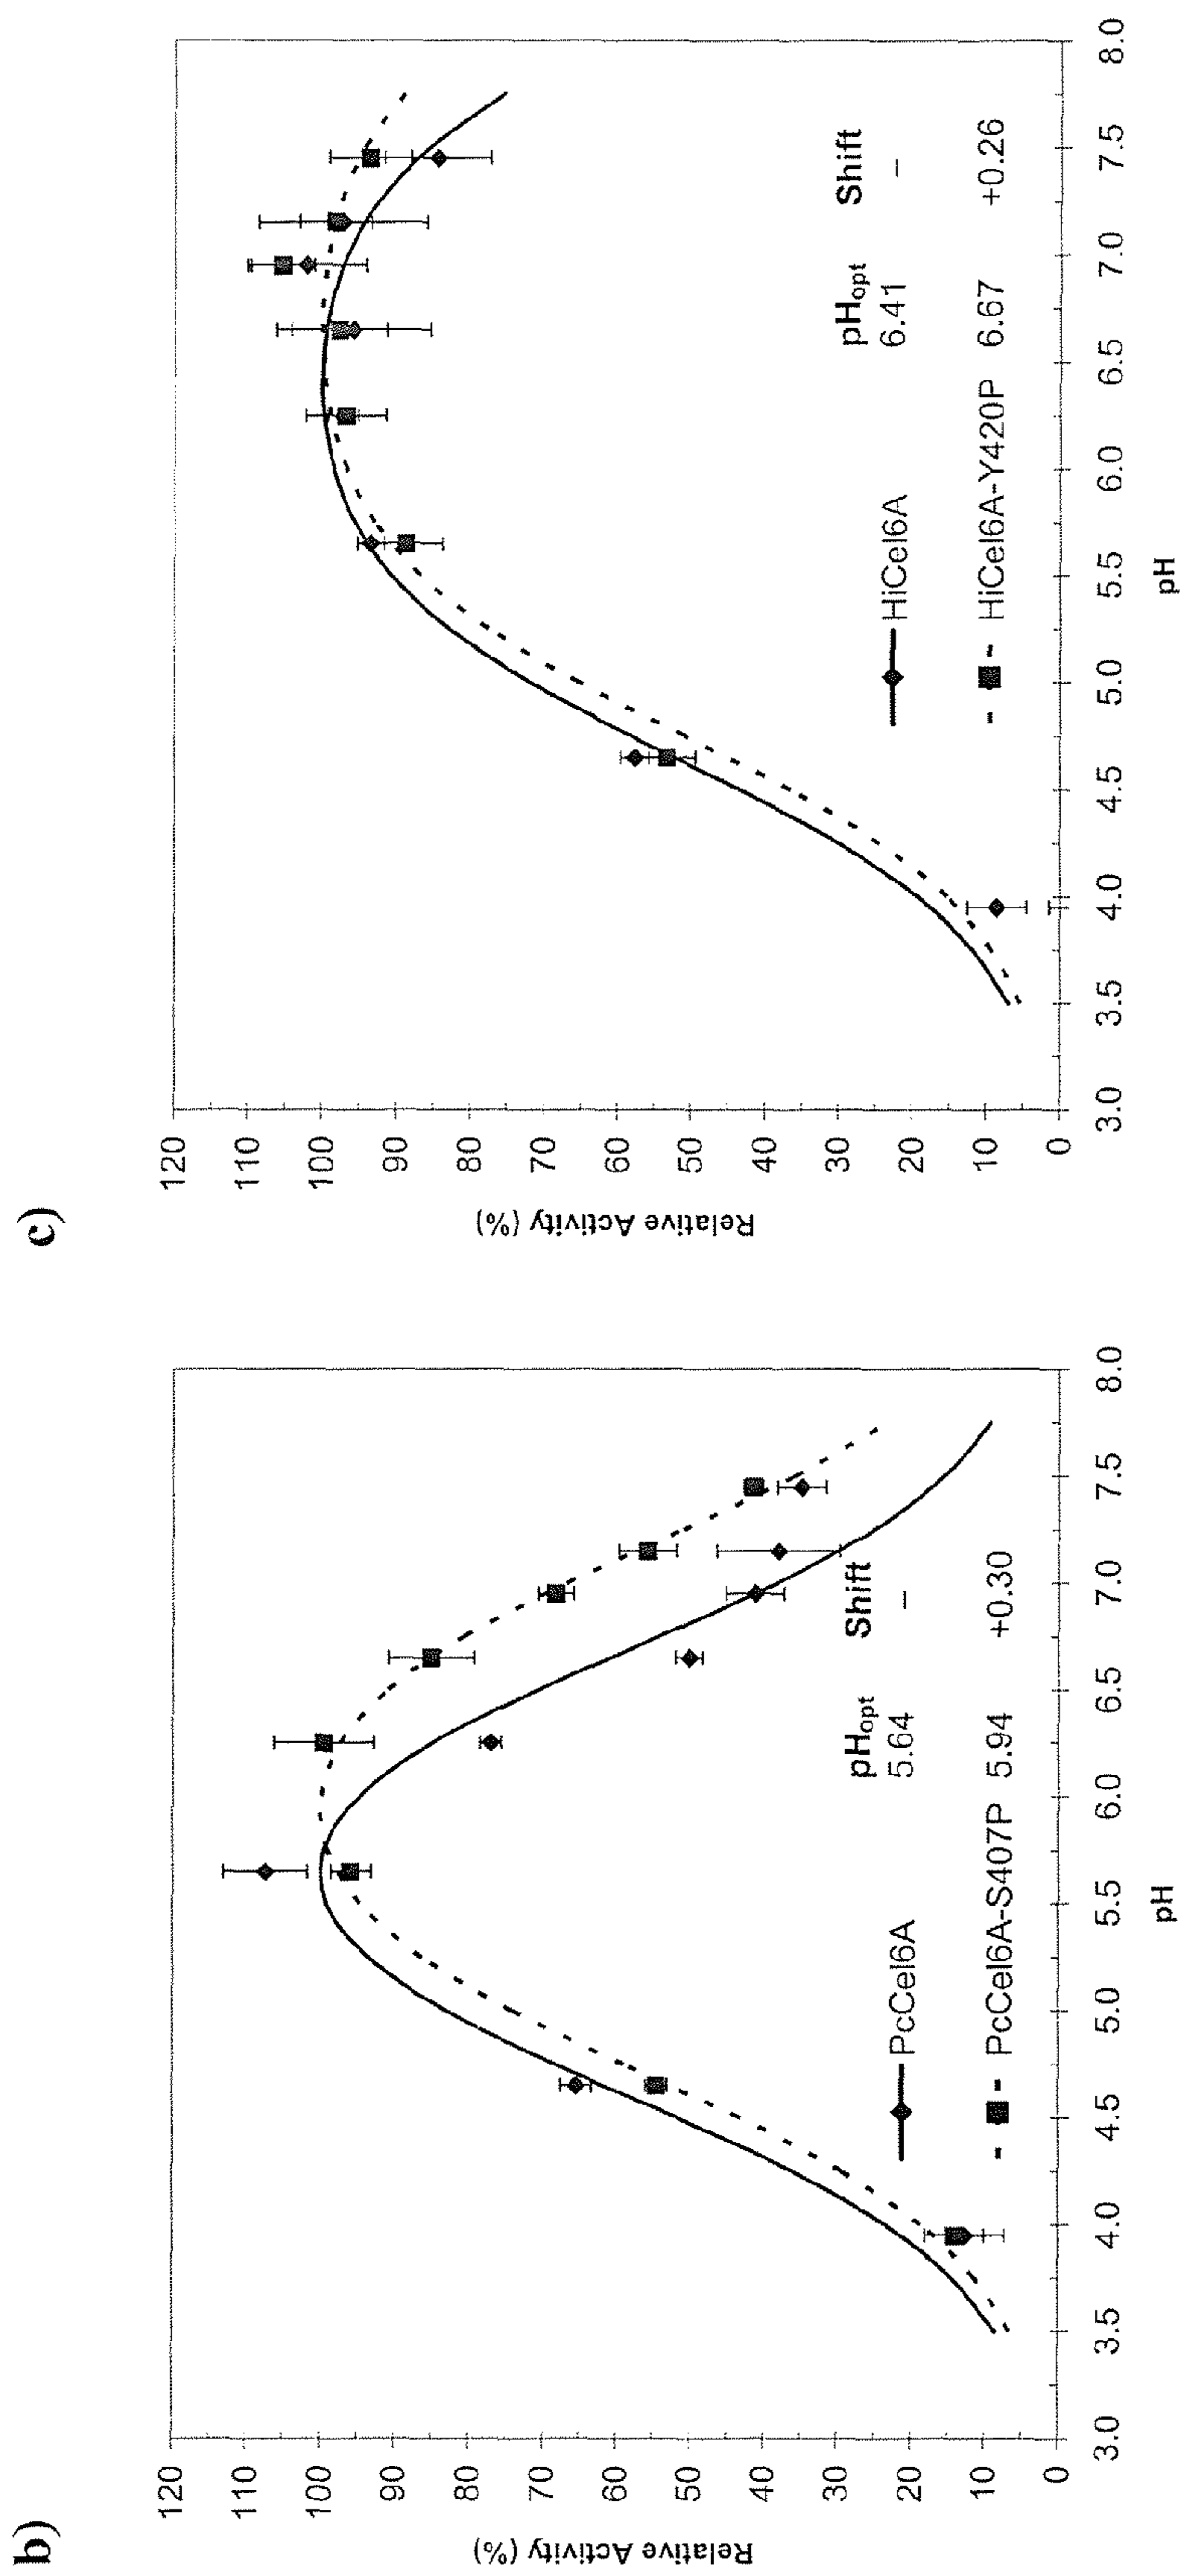 b)
Relative Activity (%)
120
110
100
90
80
70
60
50
40
30
20
10
0
3.0 3.5 4.0 4.5 5.0 5.5 6.0 6.5 7.0 7.5 8.0
pH
pHopt Shift
PcCel6A 5.64 –
PcCel6A-S407P 5.94 +0.30
c)
Relative Activity (%)
120
110
100
90
80
70
60
50
40
30
20
10
0
3.0 3.5 4.0 4.5 5.0 5.5 6.0 6.5 7.0 7.5 8.0
pH
pHopt Shift
HiCel6A 6.41 –
HiCel6A-Y420P 6.67 +0.26